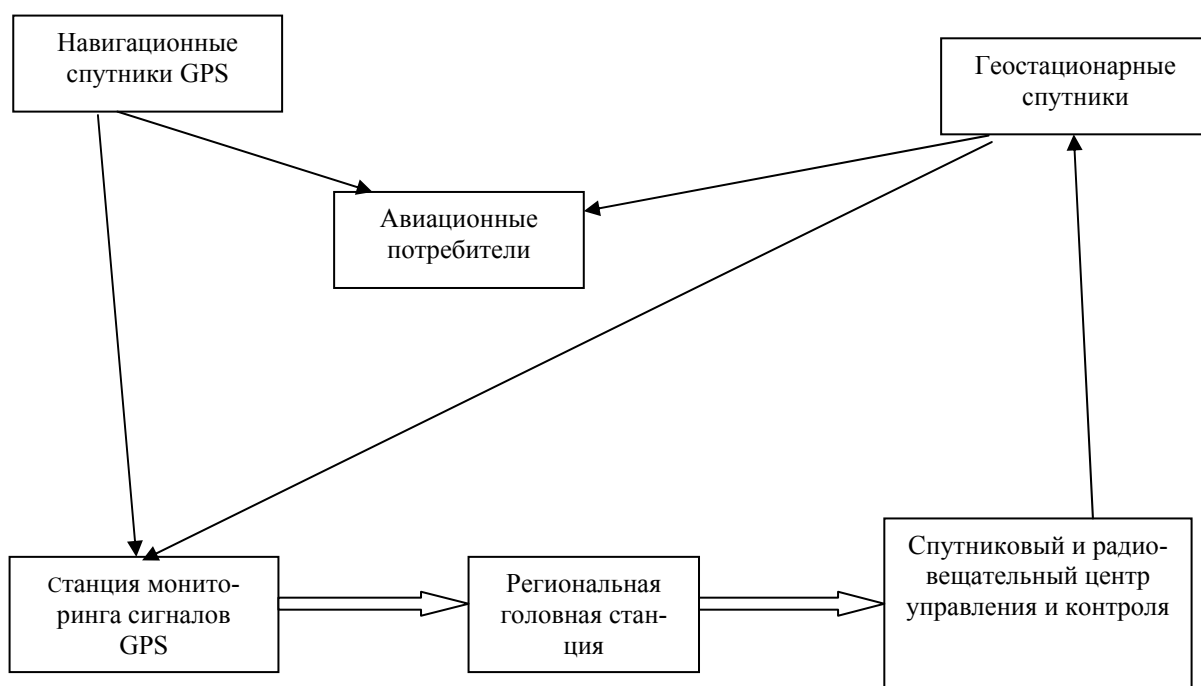 Навигационные
спутники GPS
Геостационарные
спутники
Авиационные
потребители
Станция монито-
ринга сигналов
GPS
Региональная
головная стан-
ция
Спутниковый и радио-
вещательный центр
управления и контроля